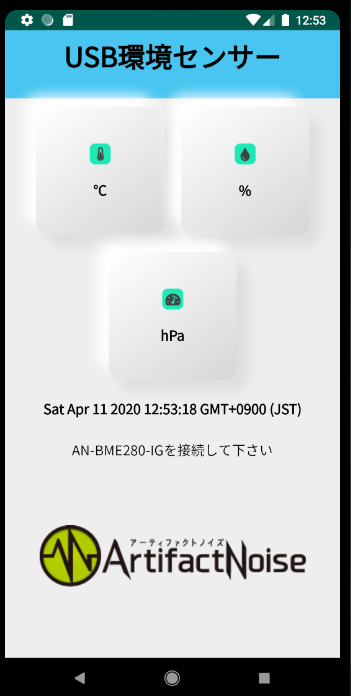 12:53
USB環境センサー
℃
%
hPa
Sat Apr 11 2020 12:53:18 GMT+0900 (JST)
AN-BME280-IGを接続して下さい
アーティファクトノイズ
ArtifactNoise